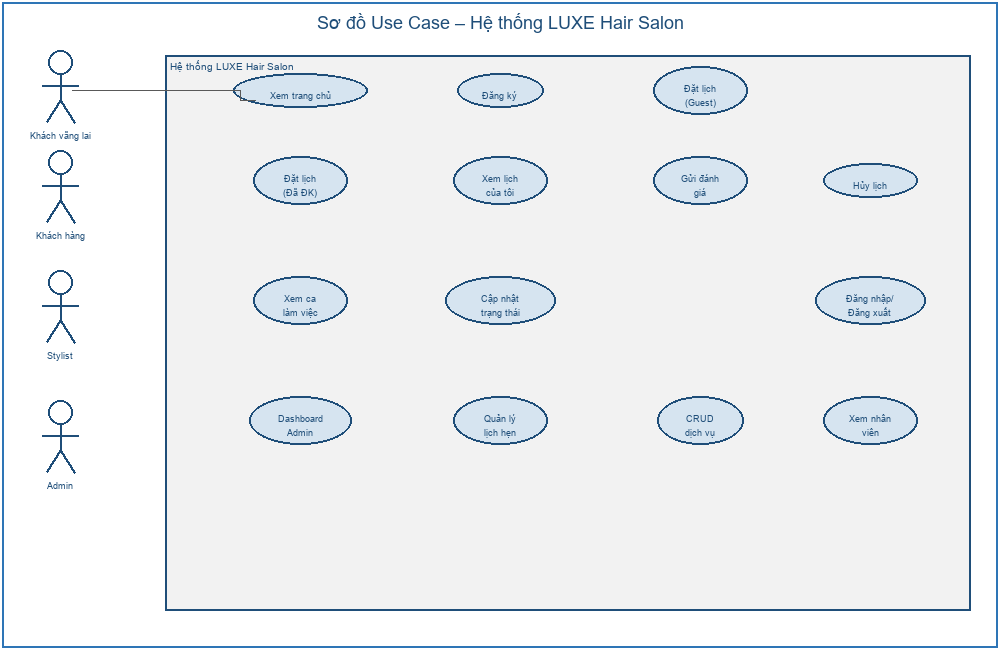 Sơ đồ Use Case – Hệ thống LUXE Hair Salon
Hệ thống LUXE Hair Salon
Khách vãng lai
Xem trang chủ
Đăng ký
Đặt lịch
(Guest)
Khách hàng
Đặt lịch
(Đã ĐK)
Xem lịch
của tôi
Gửi đánh
giá
Hủy lịch
Stylist
Xem ca
làm việc
Cập nhật
trạng thái
Đăng nhập/
Đăng xuất
Admin
Dashboard
Admin
Quản lý
lịch hẹn
CRUD
dịch vụ
Xem nhân
viên